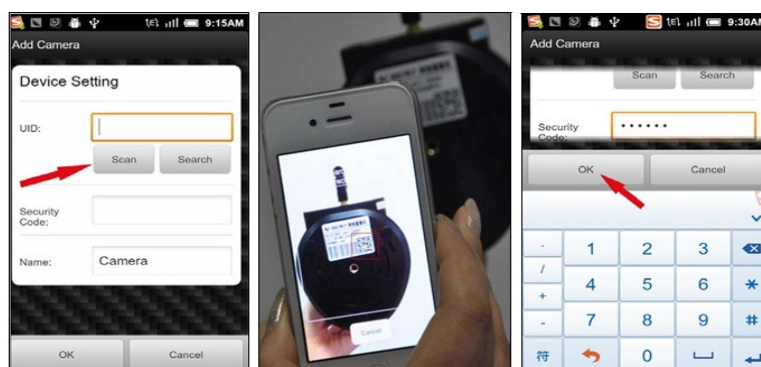 9:15AM
Add Camera
Device Setting
UID:
Scan
Search
Security
Code:
Name:
Camera
OK
Cancel
Cancel
9:30AM
Add Camera
Scan
Search
Security
Code:
••••••
OK
Cancel
· 1 2 3
/ 4 5 6 *
+
- 7 8 9 #
符 0